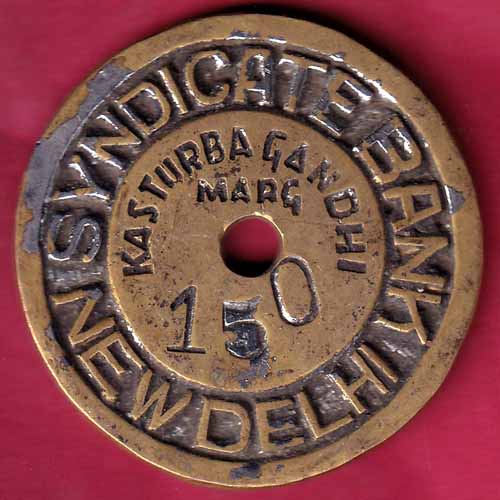 SYNDICATE BANK
NEW DELHI
KASTURBA GANDHI
MARG
150